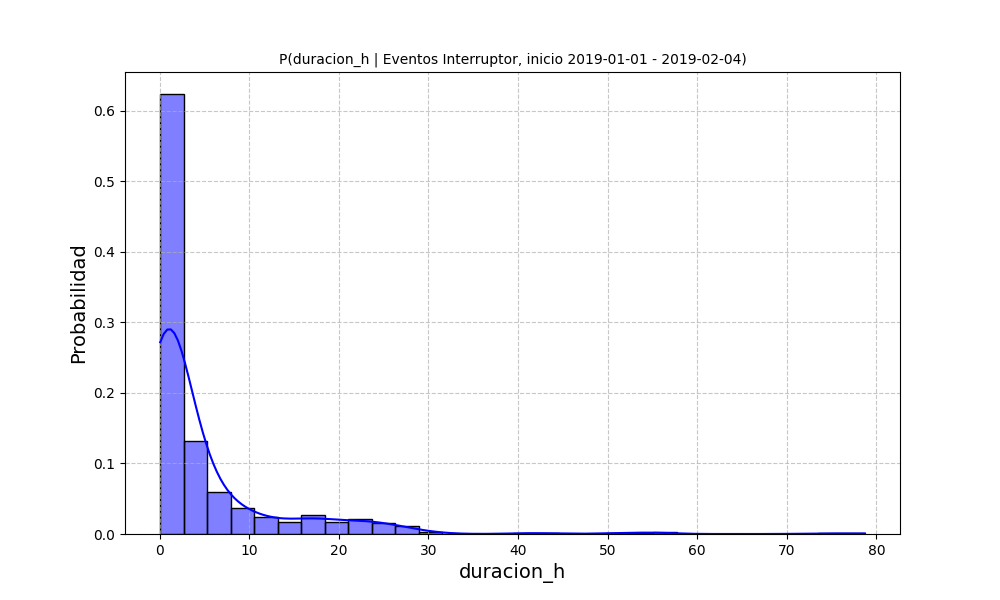 P(duracion_h | Eventos Interruptor, inicio 2019-01-01 - 2019-02-04)
Probabilidad
0.6
0.5
0.4
0.3
0.2
0.1
0.0
0 10 20 30 40 50 60 70 80
duracion_h